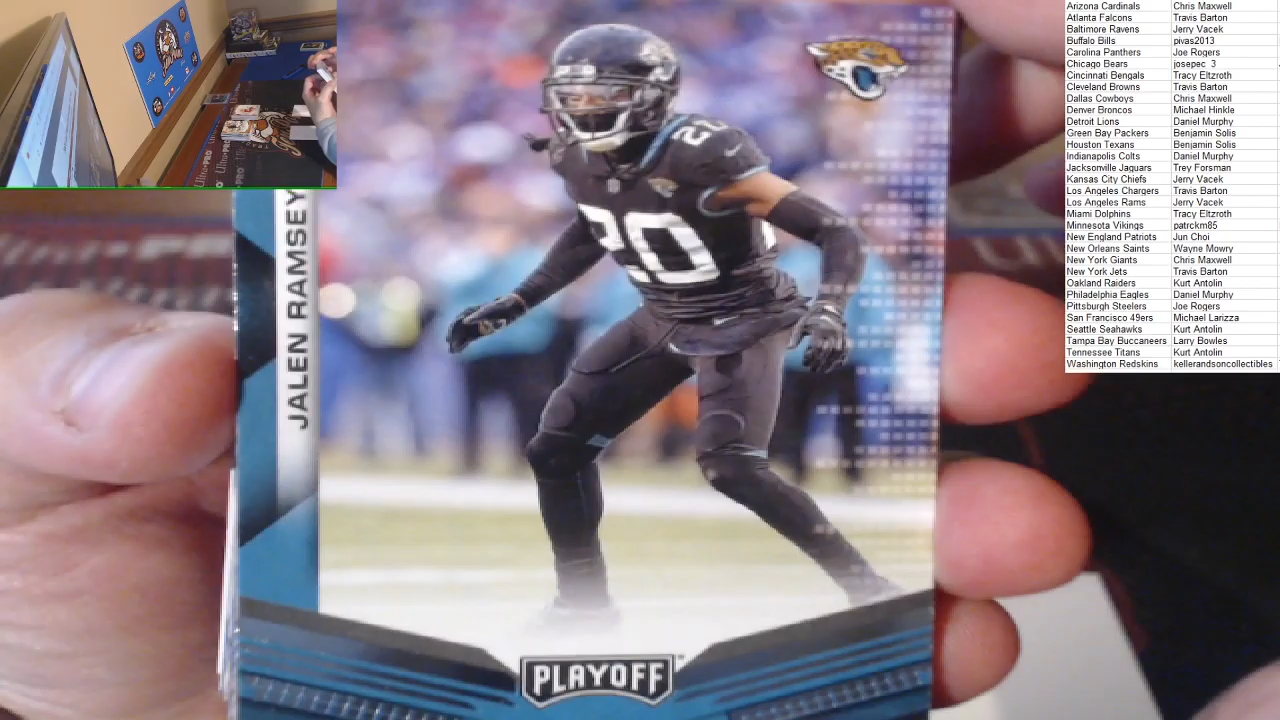 Arizona Cardinals Chris Maxwell
Atlanta Falcons Travis Barton
Baltimore Ravens Jerry Vacek
Buffalo Bills pivas2013
Carolina Panthers Joe Rogers
Chicago Bears josepec_3
Cincinnati Bengals Tracy Eltzroth
Cleveland Browns Travis Barton
Dallas Cowboys Chris Maxwell
Denver Broncos Michael Hinkle
Detroit Lions Daniel Murphy
Green Bay Packers Benjamin Solis
Houston Texans Benjamin Solis
Indianapolis Colts Daniel Murphy
Jacksonville Jaguars Trey Forsman
Kansas City Chiefs Jerry Vacek
Los Angeles Chargers Travis Barton
Los Angeles Rams Jerry Vacek
Miami Dolphins Tracy Eltzroth
Minnesota Vikings patrckm85
New England Patriots Jun Choi
New Orleans Saints Wayne Mowry
New York Giants Chris Maxwell
New York Jets Travis Barton
Oakland Raiders Kurt Antolin
Philadelphia Eagles Daniel Murphy
Pittsburgh Steelers Joe Rogers
San Francisco 49ers Michael Larizza
Seattle Seahawks Kurt Antolin
Tampa Bay Buccaneers Larry Bowles
Tennessee Titans Kurt Antolin
Washington Redskins kellerandsoncollectibles
20
20
JALEN RAMSEY
PLAYOFF